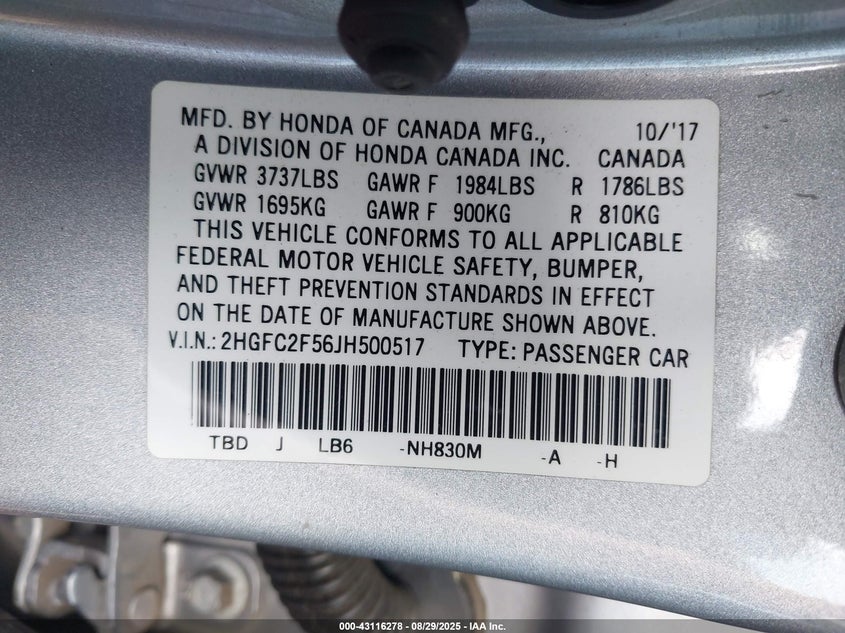 MFD. BY HONDA OF CANADA MFG., 10/'17
A DIVISION OF HONDA CANADA INC. CANADA
GVWR 3737LBS GAWR F 1984LBS R 1786LBS
GVWR 1695KG GAWR F 900KG R 810KG
THIS VEHICLE CONFORMS TO ALL APPLICABLE
FEDERAL MOTOR VEHICLE SAFETY, BUMPER,
AND THEFT PREVENTION STANDARDS IN EFFECT
ON THE DATE OF MANUFACTURE SHOWN ABOVE.
V.I.N.: 2HGFC2F56JH500517 TYPE: PASSENGER CAR
TBD J LB6 -NH830M -A -H
000-43116278 - 08/29/2025 - IAA Inc.